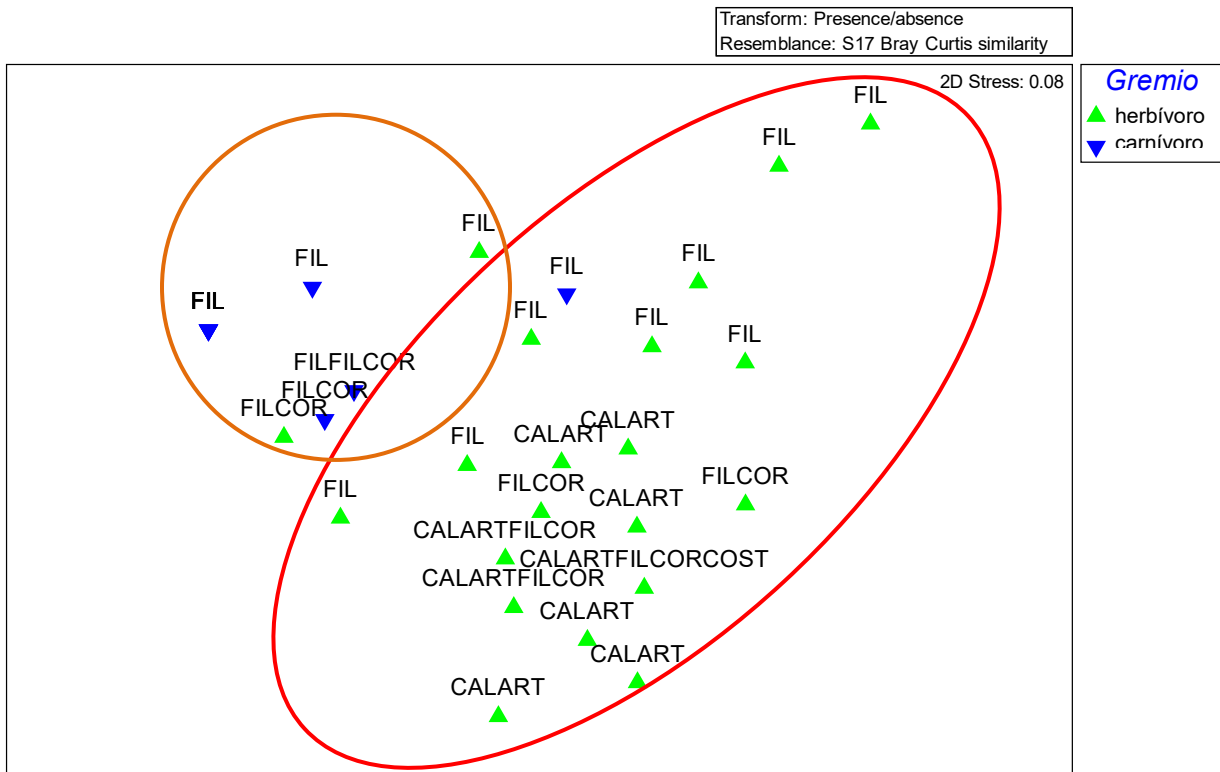 Transform: Presence/absence
Resemblance: S17 Bray Curtis similarity
2D Stress: 0.08
Gremio
herbívoro
carnívoro
FIL
FIL
FIL
FIL
FIL
FIL
FIL
FIL
FIL
FIL
FILFILCOR
FILCOR
FILCOR
CALART
FIL
CALART
FILCOR
FILCOR
FIL
CALART
CALARTFILCOR
CALARTFILCORCOST
CALARTFILCOR
CALART
CALART
CALART